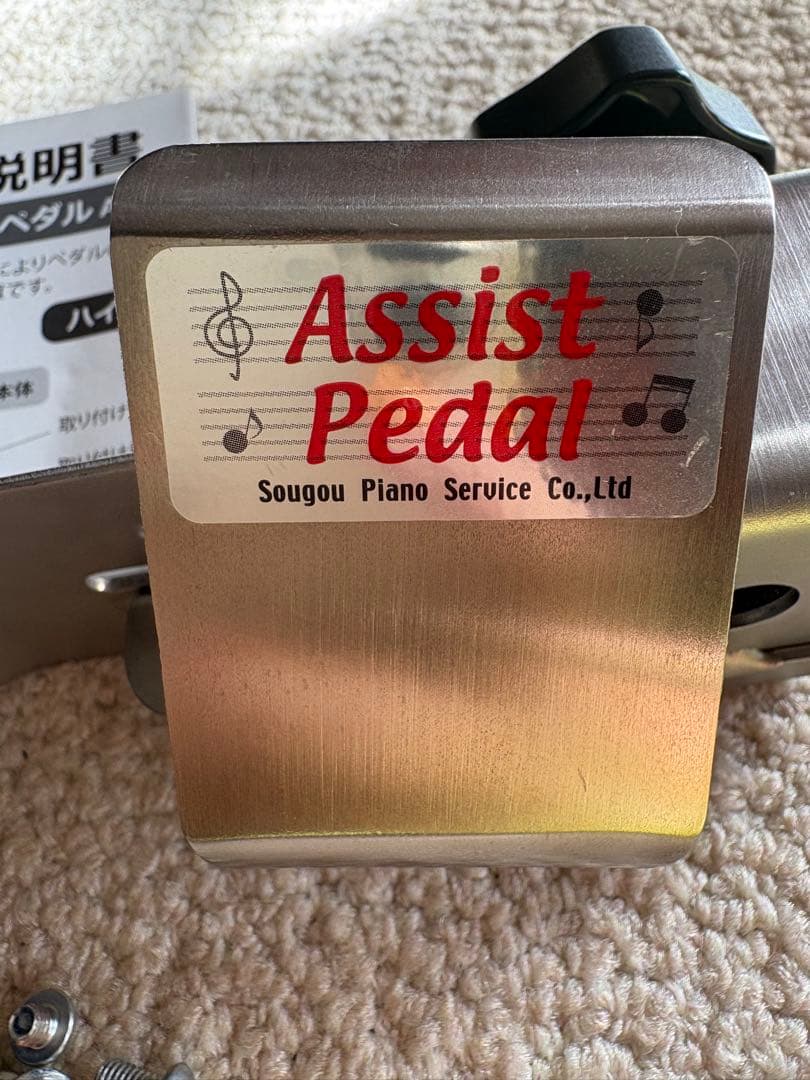 説明書
ペダル A
によりペダル
です。
ハイ
本体
取り付け
Assist
Pedal
Sougou Piano Service Co.,Ltd